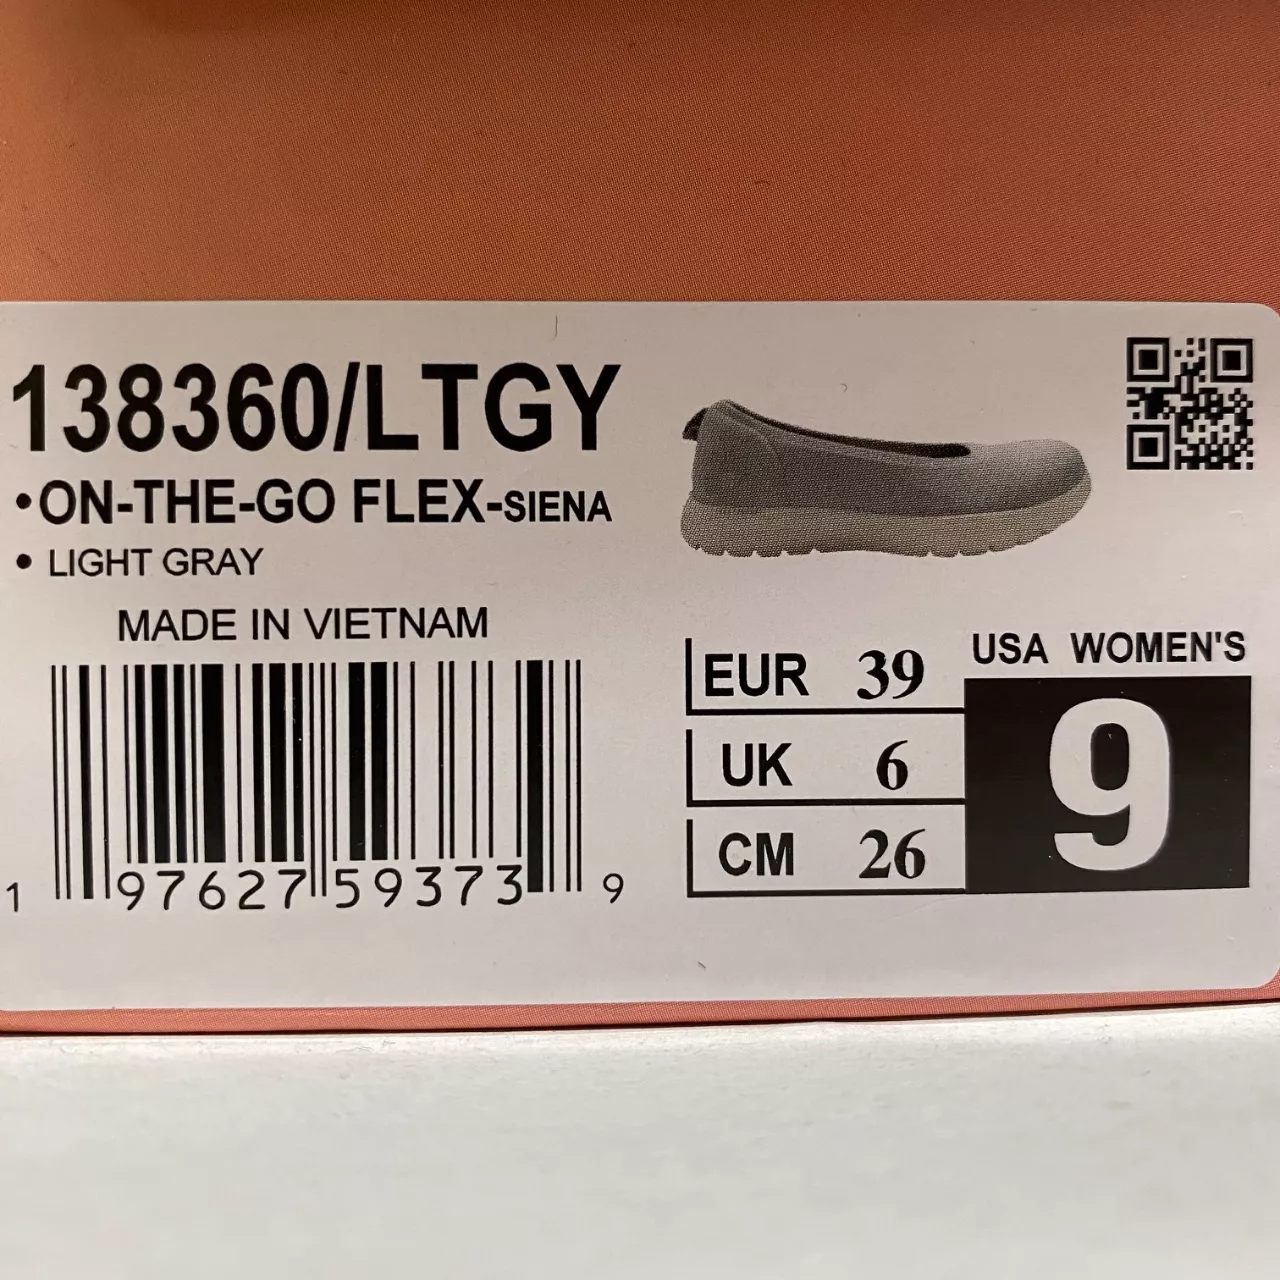 138360/LTGY
•ON-THE-GO FLEX-SIENA
• LIGHT GRAY
MADE IN VIETNAM
1 97627 59373 9
USA WOMEN'S
EUR 39
UK 6
CM 26
9